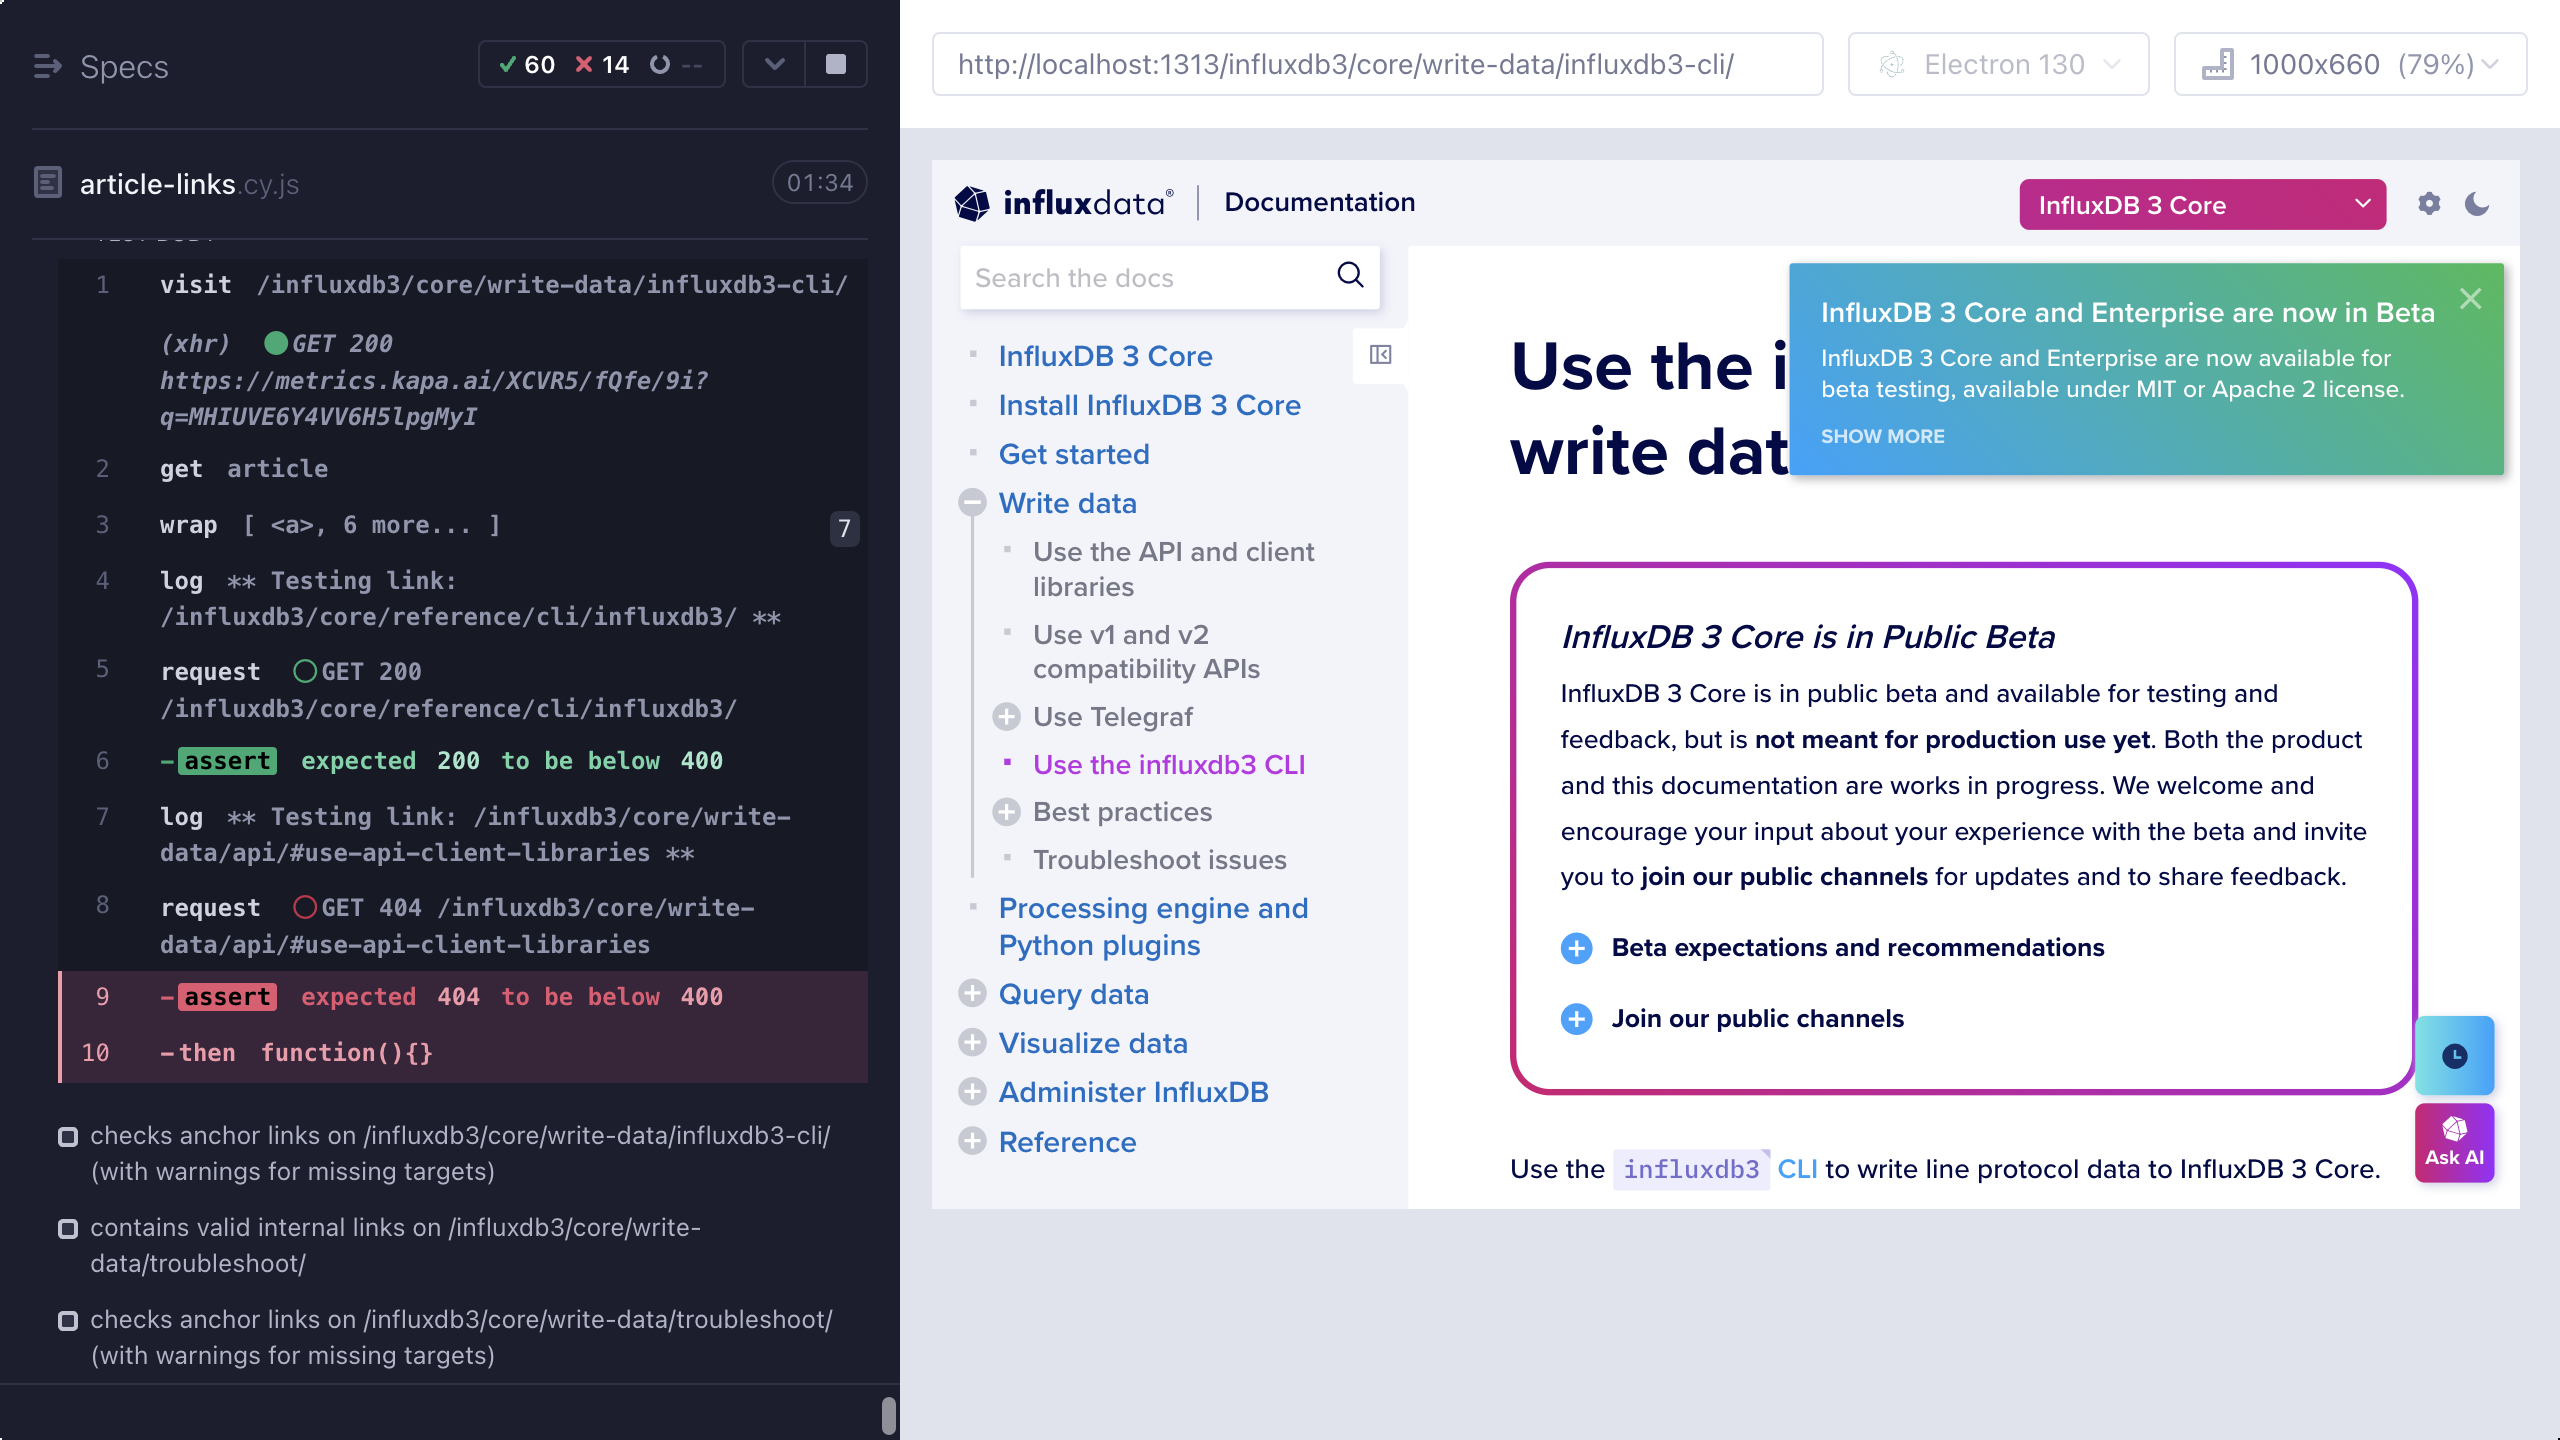 Specs
60 14 --
article-links.cy.js
01:34
1 visit /influxdb3/core/write-data/influxdb3-cli/
(xhr) GET 200
https://metrics.kapa.ai/XCVR5/fQfe/9i?
q=MHIUVE6Y4VV6H5lpgMyI
2 get article
3 wrap [ <a>, 6 more... ] 7
4 log ** Testing link:
/influxdb3/core/reference/cli/influxdb3/ **
5 request GET 200
/influxdb3/core/reference/cli/influxdb3/
6 -assert expected 200 to be below 400
7 log ** Testing link: /influxdb3/core/write-
data/api/#use-api-client-libraries **
8 request GET 404 /influxdb3/core/write-
data/api/#use-api-client-libraries
9 -assert expected 404 to be below 400
10 -then function(){}
checks anchor links on /influxdb3/core/write-data/influxdb3-cli/
(with warnings for missing targets)
contains valid internal links on /influxdb3/core/write-
data/troubleshoot/
checks anchor links on /influxdb3/core/write-data/troubleshoot/
(with warnings for missing targets)
http://localhost:1313/influxdb3/core/write-data/influxdb3-cli/
Electron 130
1000x660 (79%)
influxdata® Documentation
InfluxDB 3 Core
Search the docs
InfluxDB 3 Core
Install InfluxDB 3 Core
Get started
Write data
Use the API and client
libraries
Use v1 and v2
compatibility APIs
Use Telegraf
Use the influxdb3 CLI
Best practices
Troubleshoot issues
Processing engine and
Python plugins
Query data
Visualize data
Administer InfluxDB
Reference
Use the i
write dat
InfluxDB 3 Core and Enterprise are now in Beta
InfluxDB 3 Core and Enterprise are now available for
beta testing, available under MIT or Apache 2 license.
SHOW MORE
InfluxDB 3 Core is in Public Beta
InfluxDB 3 Core is in public beta and available for testing and
feedback, but is not meant for production use yet. Both the product
and this documentation are works in progress. We welcome and
encourage your input about your experience with the beta and invite
you to join our public channels for updates and to share feedback.
Beta expectations and recommendations
Join our public channels
Use the influxdb3 CLI to write line protocol data to InfluxDB 3 Core.
Ask AI